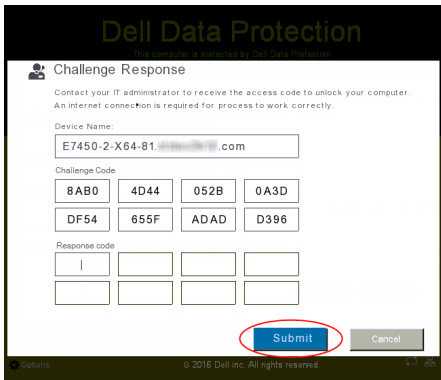 Dell Data Protection
This computer is protected by Dell Data Protection
Challenge Response
Contact your IT administrator to receive the access code to unlock your computer.
An internet connection is required for process to work correctly.
Device Name:
E7450-2-X64-81. .com
Challenge Code
8AB0 4D44 052B 0A3D
DF54 655F ADAD D396
Response code
Submit Cancel
Options © 2016 Dell inc. All rights reserved.